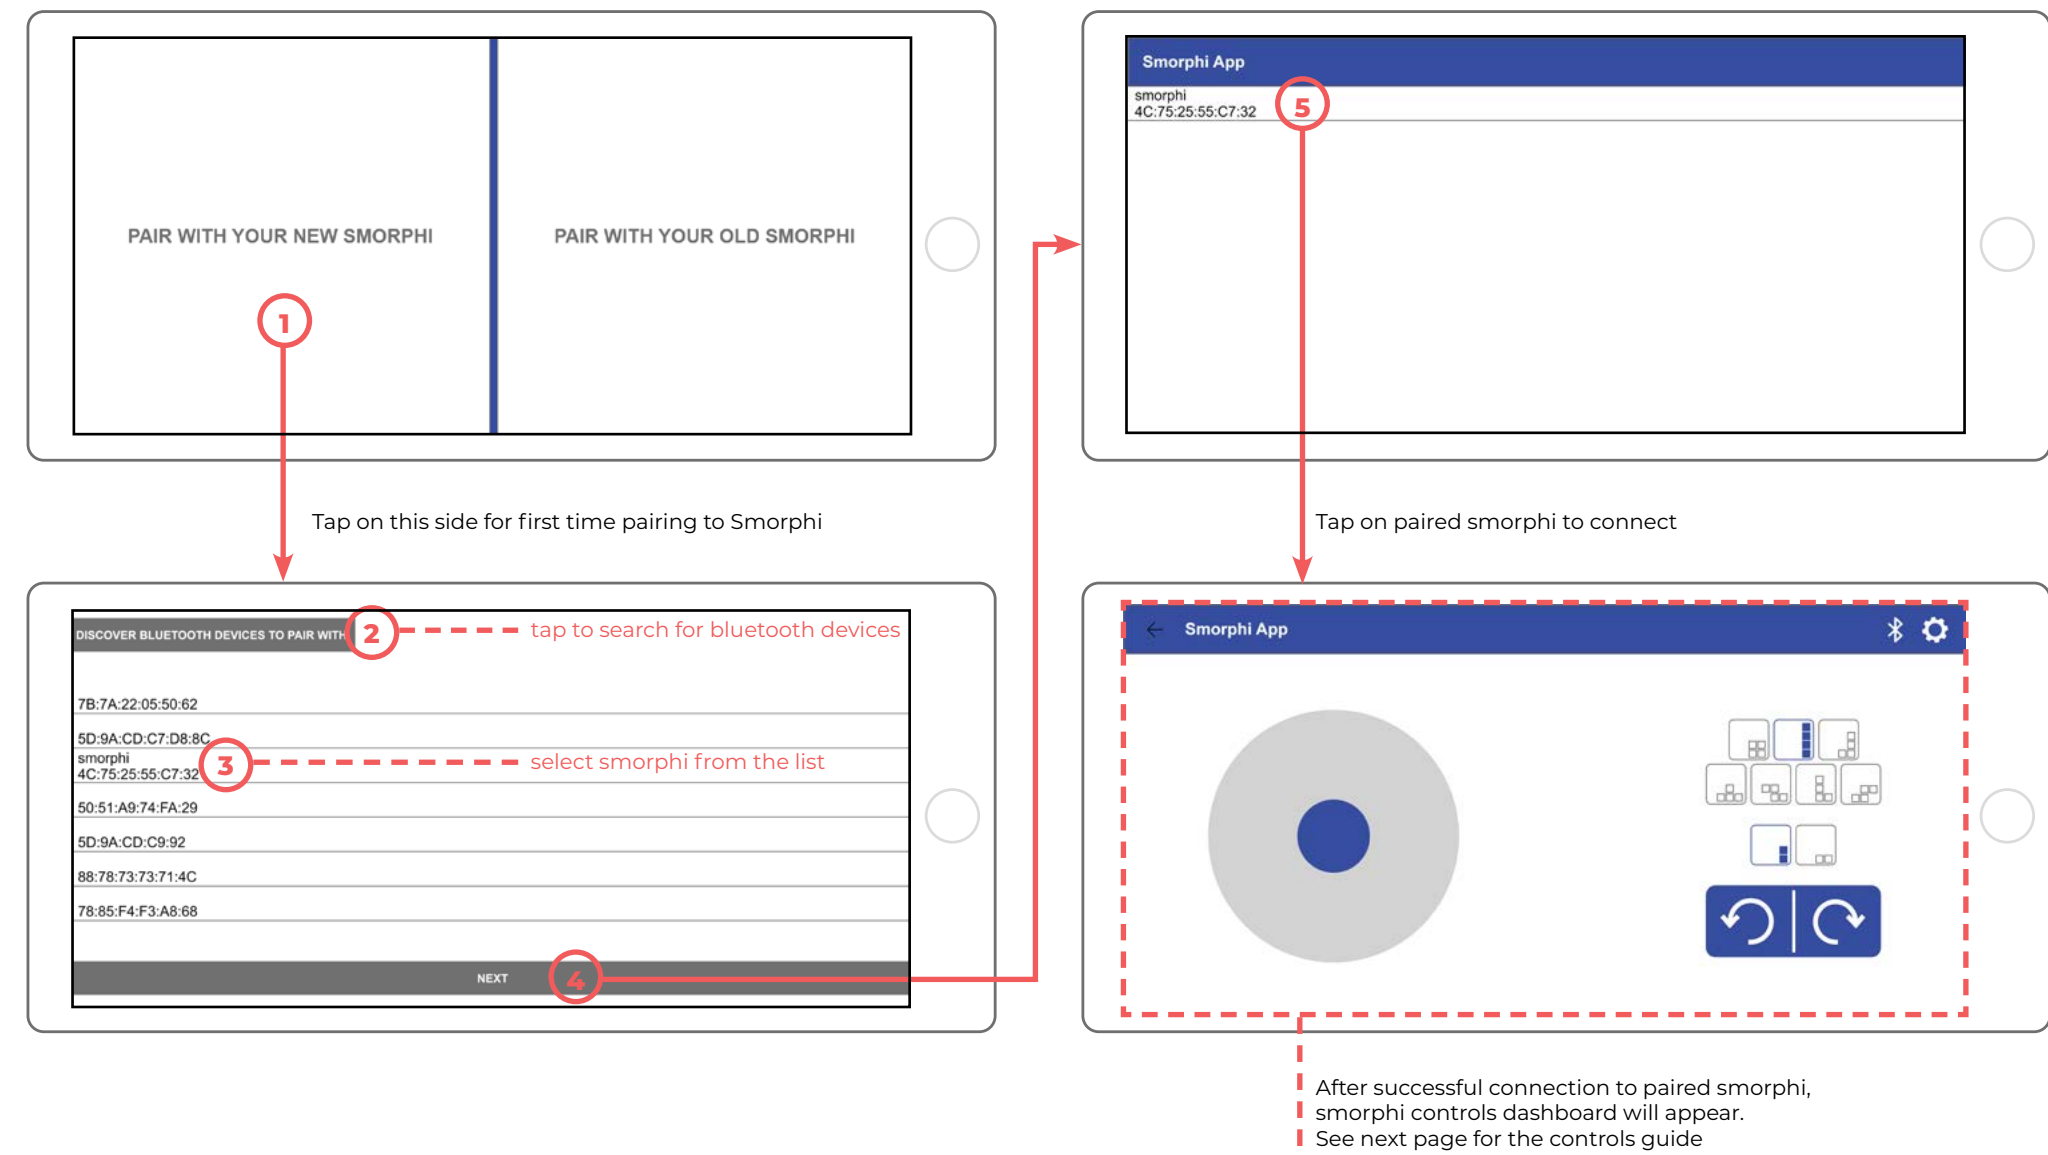 PAIR WITH YOUR NEW SMORPHI
PAIR WITH YOUR OLD SMORPHI
1
Tap on this side for first time pairing to Smorphi
DISCOVER BLUETOOTH DEVICES TO PAIR WITH
2
tap to search for bluetooth devices
7B:7A:22:05:50:62
5D:9A:CD:C7:D8:8C
smorphi
4C:75:25:55:C7:32
3
select smorphi from the list
50:51:A9:74:FA:29
5D:9A:CD:C9:92
88:78:73:73:71:4C
78:85:F4:F3:A8:68
NEXT
4
Smorphi App
smorphi
4C:75:25:55:C7:32
5
Tap on paired smorphi to connect
Smorphi App
After successful connection to paired smorphi,
smorphi controls dashboard will appear.
See next page for the controls guide